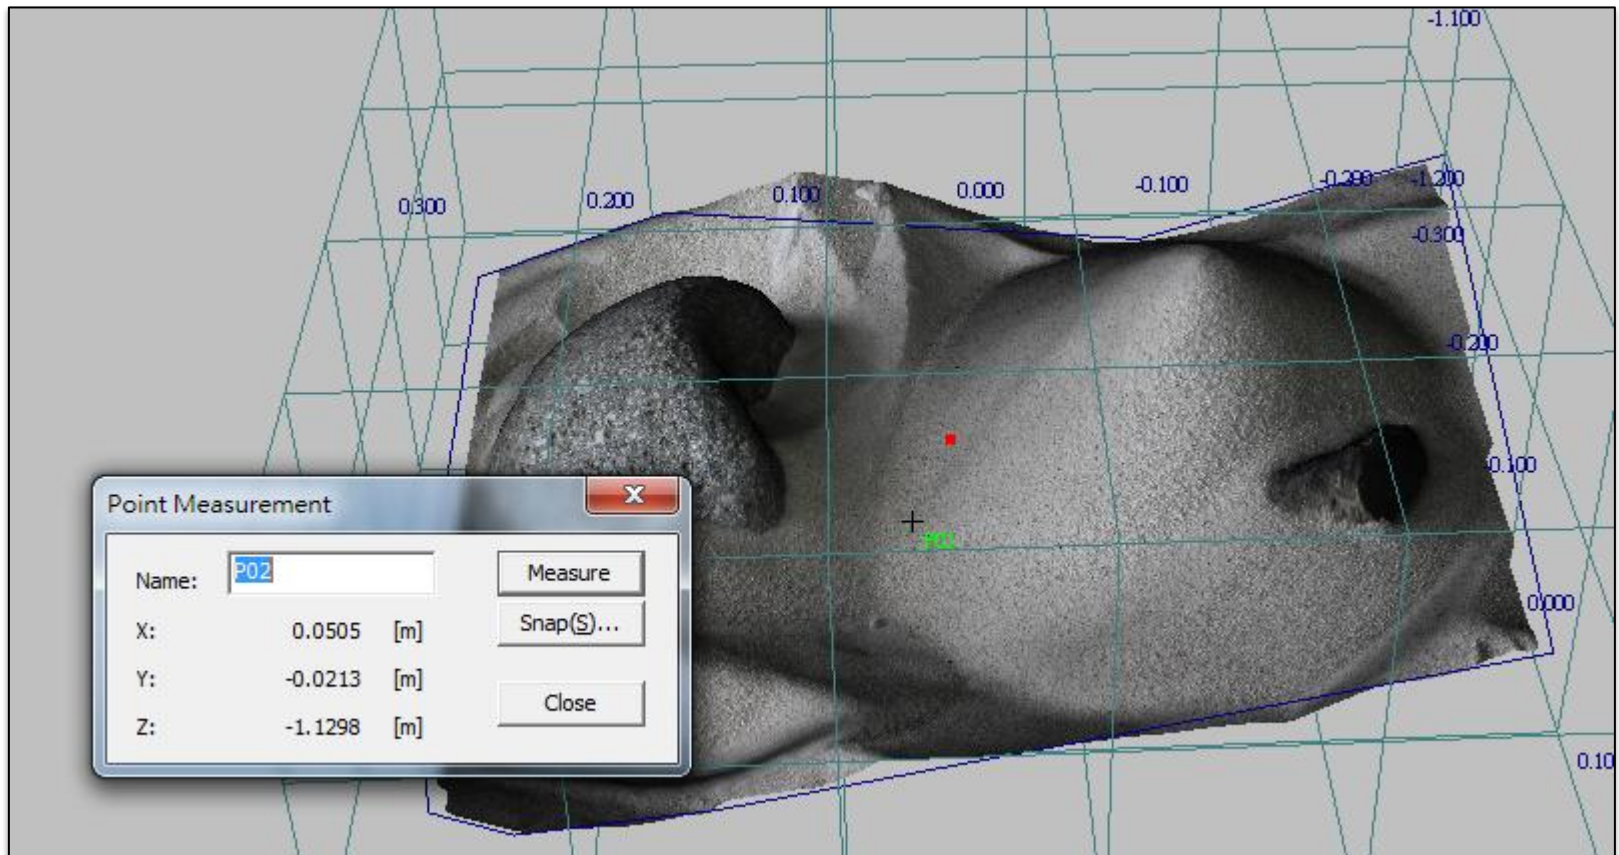 -1.100
0.300
0.200
0.100
0.000
-0.100
-0.200
-1.200
-0.300
-0.200
-0.100
0.000
0.10
Point Measurement
Name: P02 Measure
X: 0.0505 [m] Snap(S)...
Y: -0.0213 [m]
Z: -1.1298 [m] Close